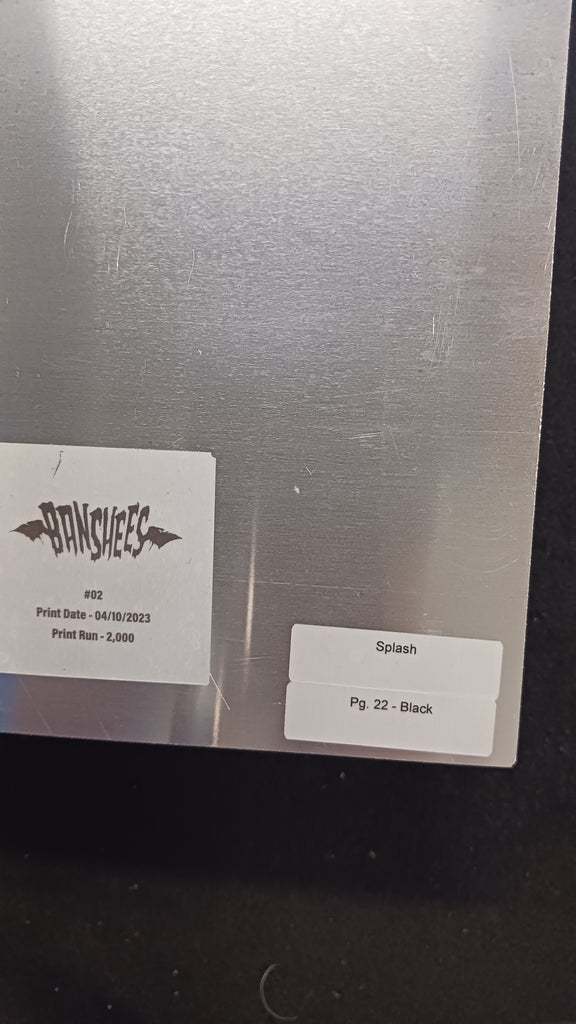 BANSHEES
#02
Print Date - 04/10/2023
Print Run - 2,000
Splash
Pg. 22 - Black